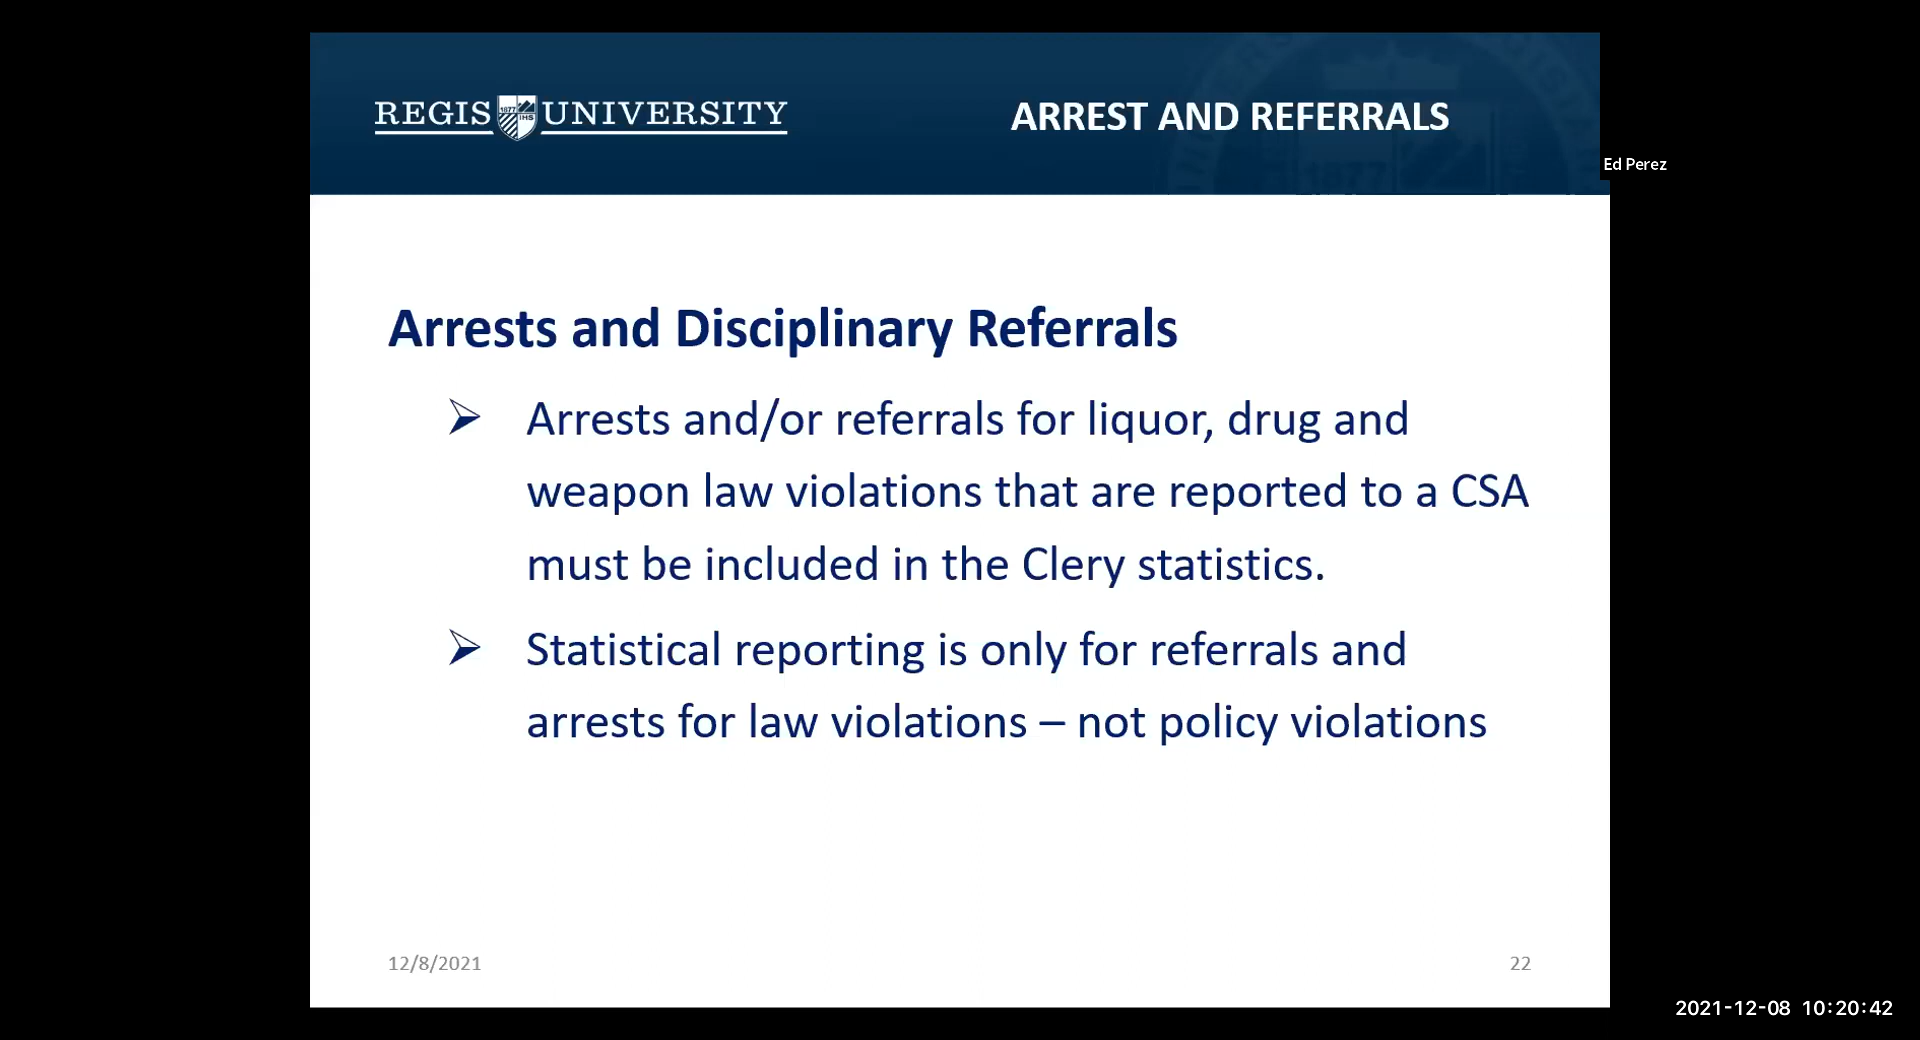 REGIS UNIVERSITY
1877
IHS
ARREST AND REFERRALS
Ed Perez
Arrests and Disciplinary Referrals
➢ Arrests and/or referrals for liquor, drug and
weapon law violations that are reported to a CSA
must be included in the Clery statistics.
➢ Statistical reporting is only for referrals and
arrests for law violations – not policy violations
12/8/2021
22
2021-12-08 10:20:42